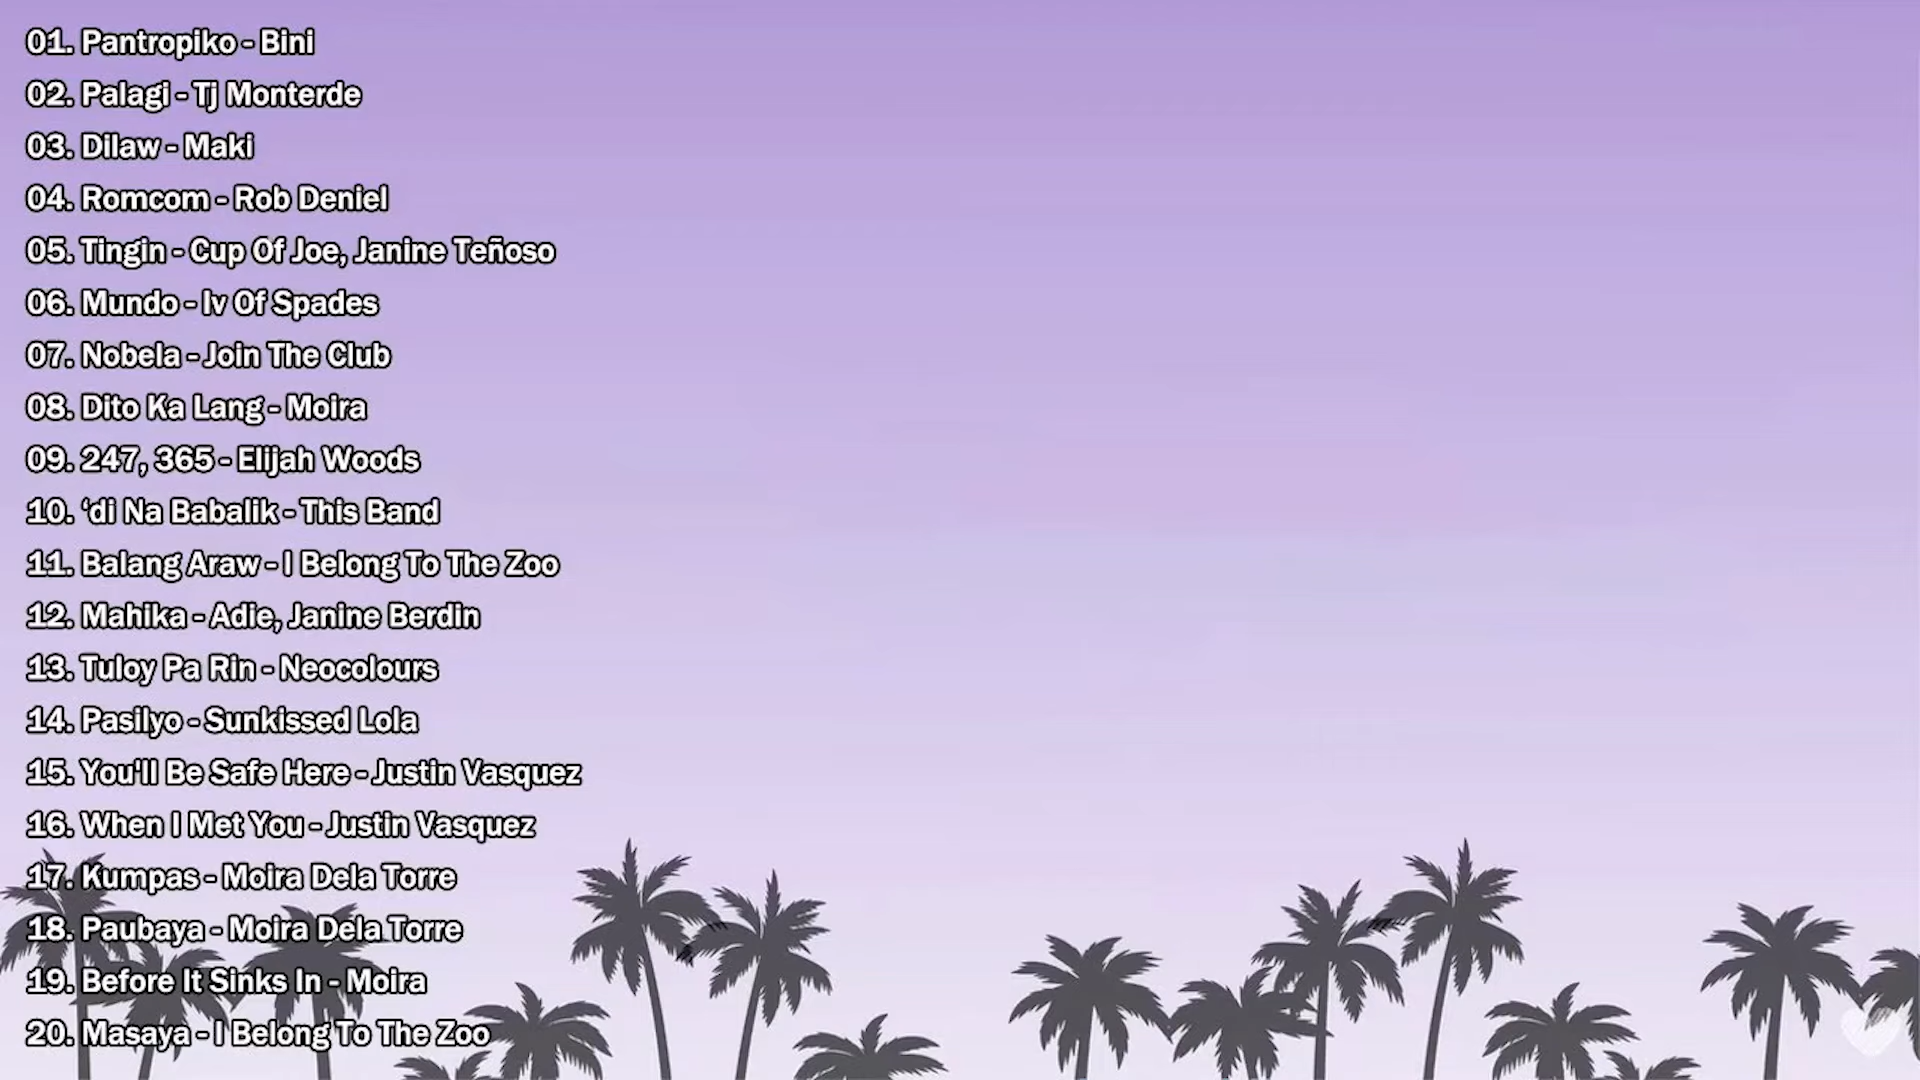 01. Pantropiko - Bini
02. Palagi - Tj Monterde
03. Dilaw - Maki
04. Romcom - Rob Deniel
05. Tingin - Cup Of Joe, Janine Teñoso
06. Mundo - Iv Of Spades
07. Nobela - Join The Club
08. Dito Ka Lang - Moira
09. 247, 365 - Elijah Woods
10. ‘di Na Babalik - This Band
11. Balang Araw - I Belong To The Zoo
12. Mahika - Adie, Janine Berdin
13. Tuloy Pa Rin - Neocolours
14. Pasilyo - Sunkissed Lola
15. You'll Be Safe Here - Justin Vasquez
16. When I Met You - Justin Vasquez
17. Kumpas - Moira Dela Torre
18. Paubaya - Moira Dela Torre
19. Before It Sinks In - Moira
20. Masaya - I Belong To The Zoo